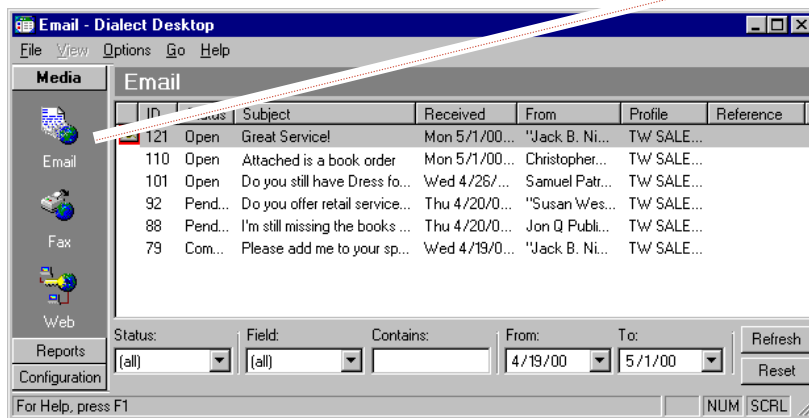 Email - Dialect Desktop
File View Options Go Help
Media
Email
ID Status Subject Received From Profile Reference
121 Open Great Service! Mon 5/1/00... "Jack B. Ni... TW SALE...
110 Open Attached is a book order Mon 5/1/00... Christopher... TW SALE...
101 Open Do you still have Dress fo... Wed 4/26/... Samuel Patr... TW SALE...
92 Pend... Do you offer retail service... Thu 4/20/0... "Susan Wes... TW SALE...
88 Pend... I'm still missing the books ... Thu 4/20/0... Jon Q Publi... TW SALE...
79 Com... Please add me to your sp... Wed 4/19/0... "Jack B. Ni... TW SALE...
Email
Fax
Web
Reports
Configuration
Status: Field: Contains: From: To:
(all) (all) 4/19/00 5/1/00
Refresh
Reset
For Help, press F1 NUM SCRL